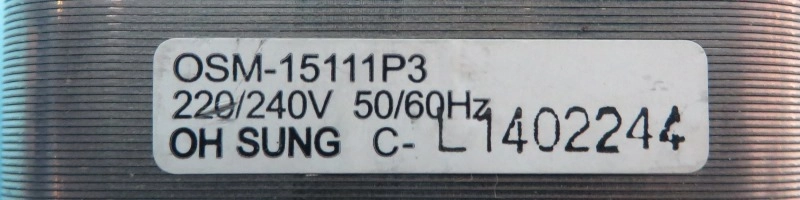 OSM-15111P3
220/240V 50/60Hz
OH SUNG C- L1402244